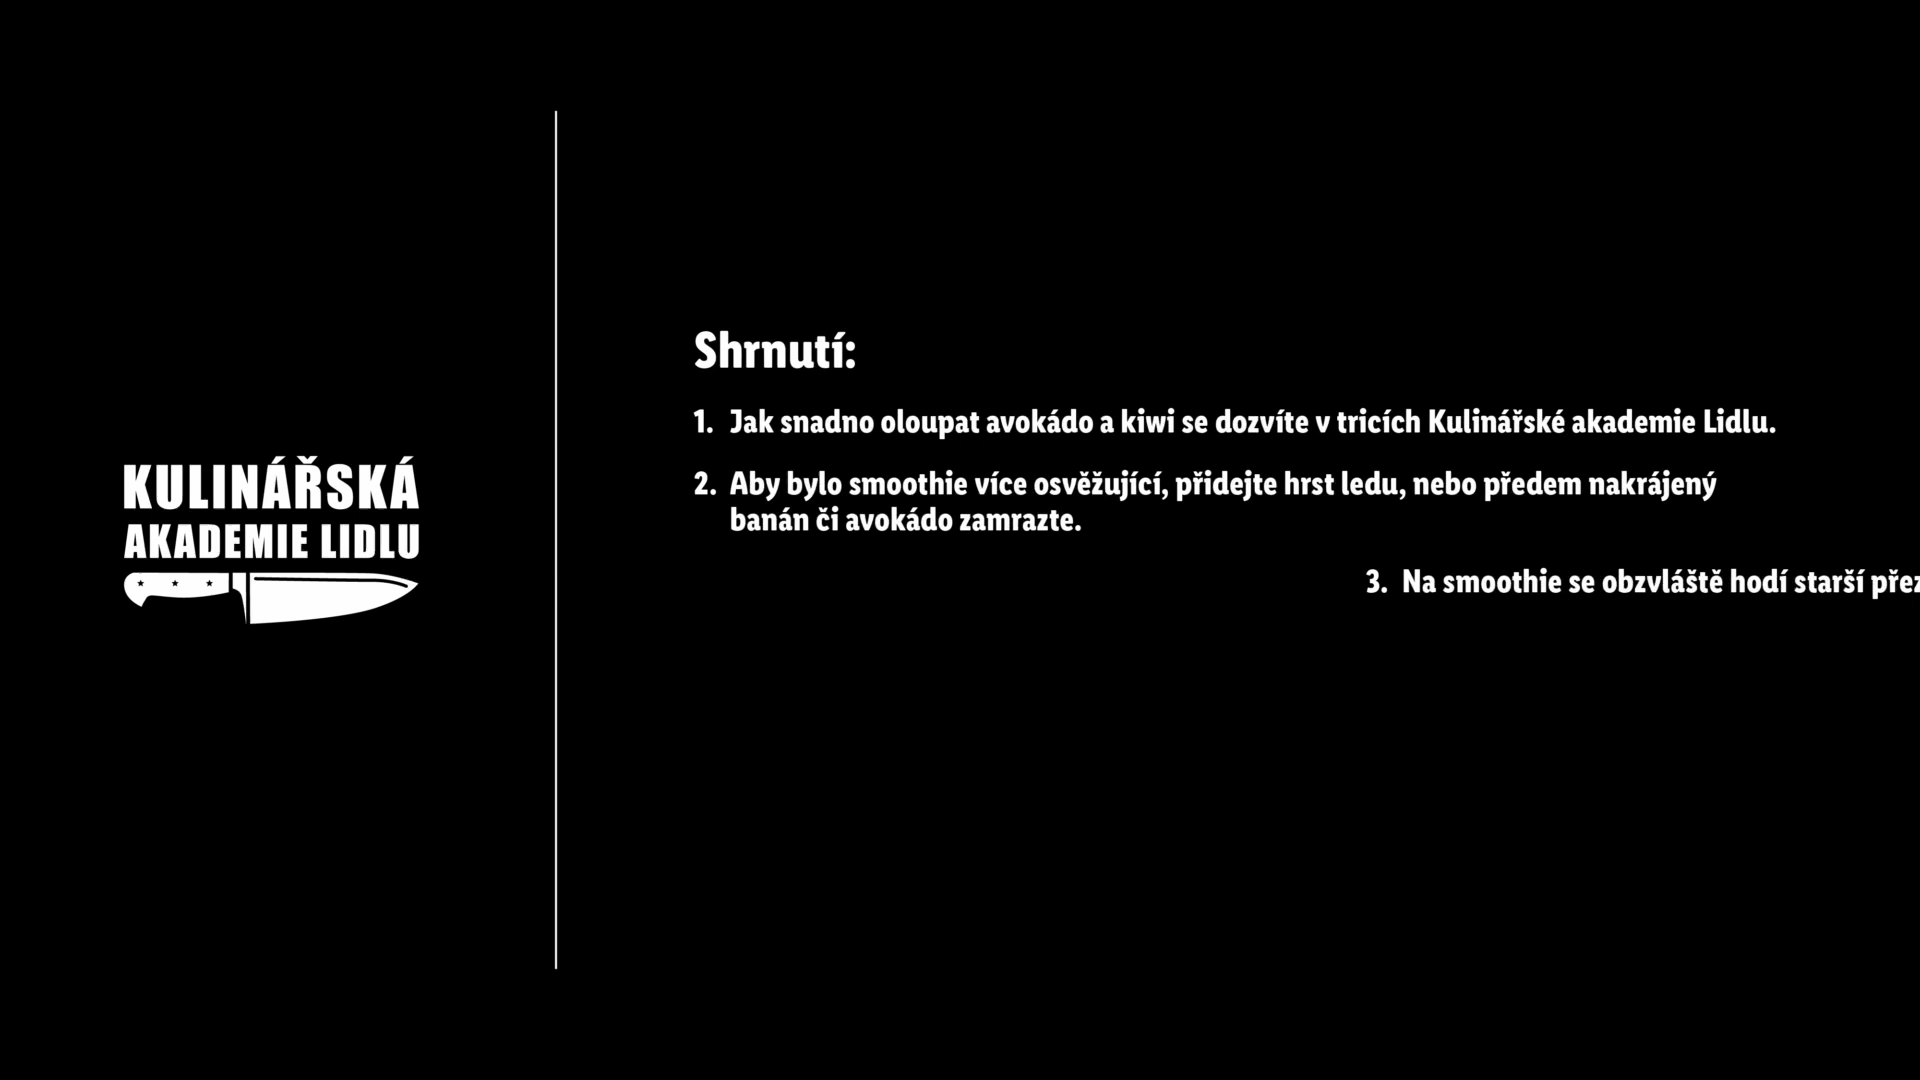 KULINÁŘSKÁ
AKADEMIE LIDLU
Shrnutí:
1. Jak snadno oloupat avokádo a kiwi se dozvíte v tricích Kulinářské akademie Lidlu.
2. Aby bylo smoothie více osvěžující, přidejte hrst ledu, nebo předem nakrájený
banán či avokádo zamrazte.
3. Na smoothie se obzvláště hodí starší